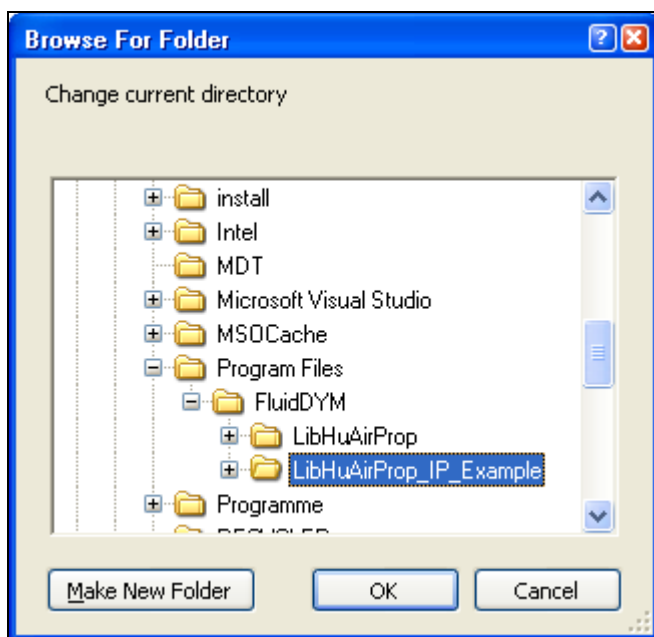 Browse For Folder
Change current directory
install
Intel
MDT
Microsoft Visual Studio
MSOCache
Program Files
FluidDYM
LibHuAirProp
LibHuAirProp_IP_Example
Programme
Make New Folder
OK
Cancel